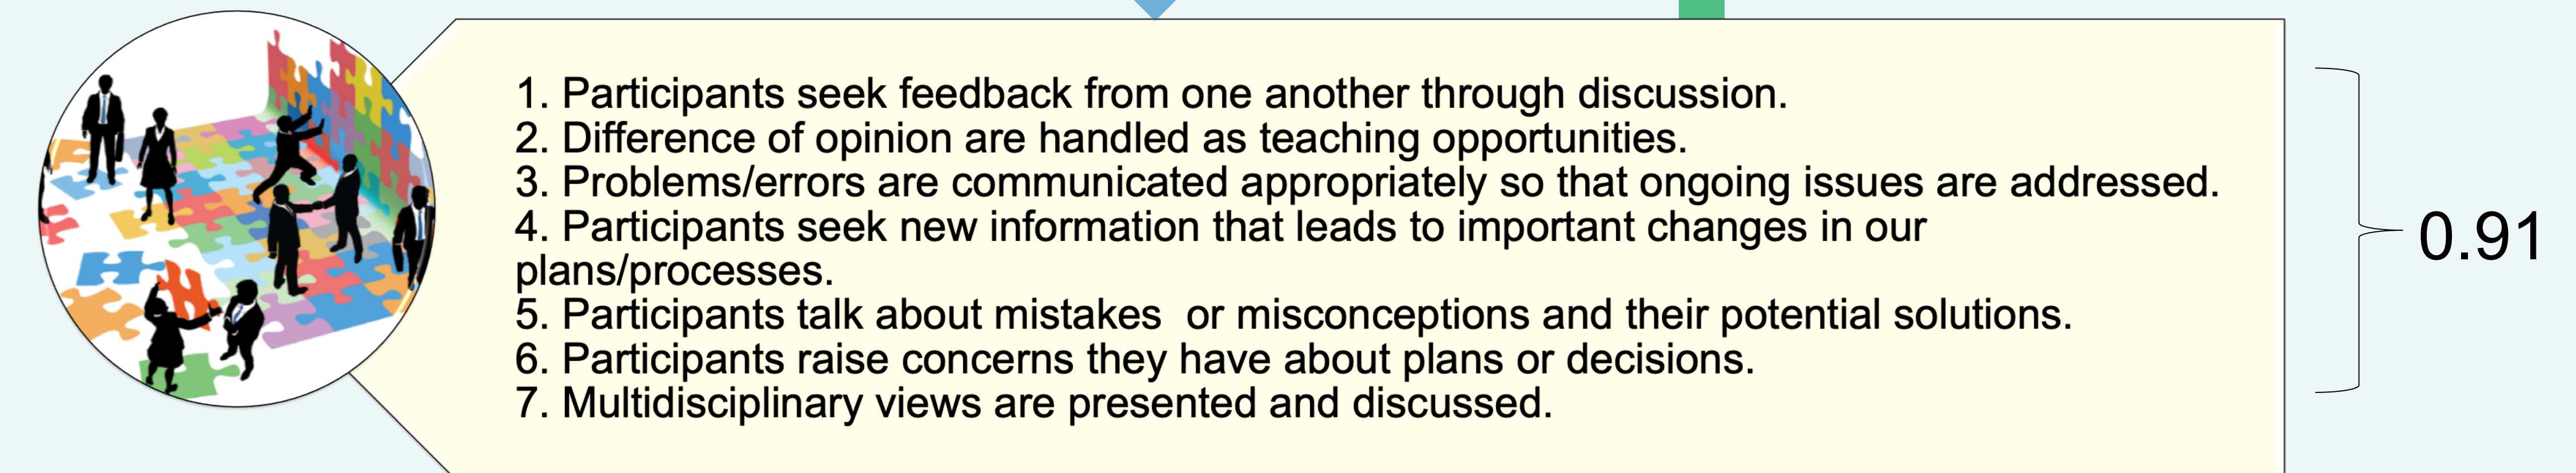 1. Participants seek feedback from one another through discussion.
2. Difference of opinion are handled as teaching opportunities.
3. Problems/errors are communicated appropriately so that ongoing issues are addressed.
4. Participants seek new information that leads to important changes in our
plans/processes.
5. Participants talk about mistakes  or misconceptions and their potential solutions.
6. Participants raise concerns they have about plans or decisions.
7. Multidisciplinary views are presented and discussed.
0.91